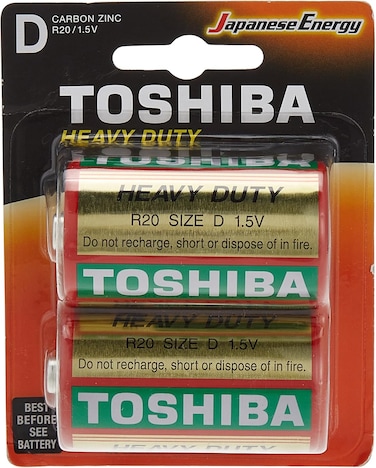 D
CARBON ZINC
R20/1.5V
Japanese Energy
TOSHIBA
HEAVY DUTY
TOSHIBA
HEAVY DUTY
R20 SIZE D 1.5V
Do not recharge, short or dispose of in fire.
TOSHIBA
HEAVY DUTY
R20 SIZE D 1.5V
Do not recharge, short or dispose of in fire.
TOSHIBA
HEAVY DUTY
BEST
BEFORE
SEE
BATTERY